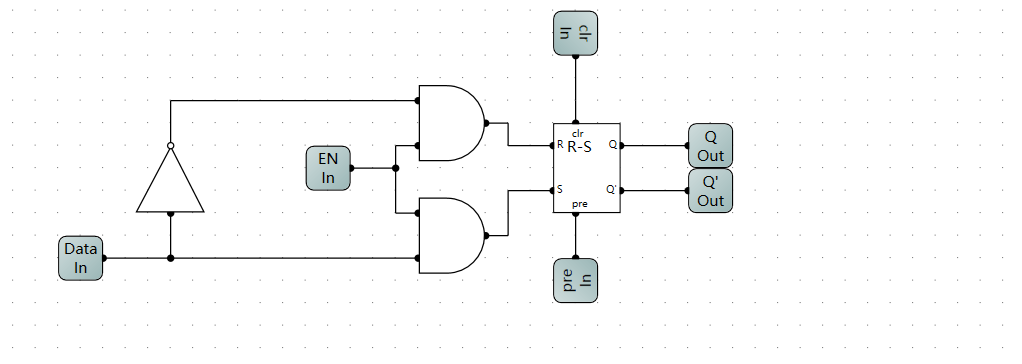 clr
In
clr
R R-S Q
S Q'
pre
Q
Out
Q'
Out
EN
In
Data
In
pre
In